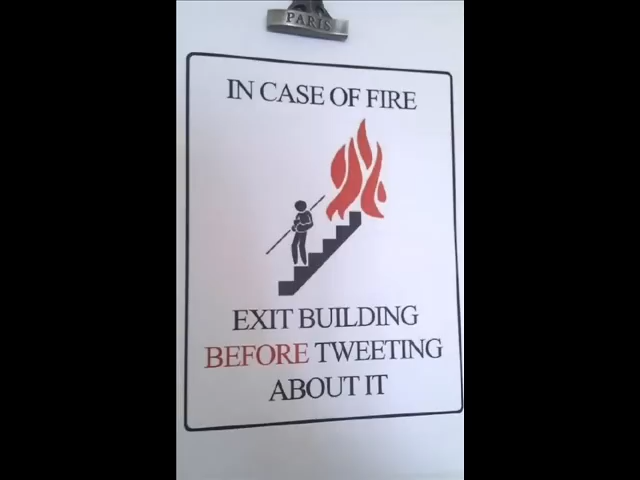 PARIS
IN CASE OF FIRE
EXIT BUILDING
BEFORE TWEETING
ABOUT IT